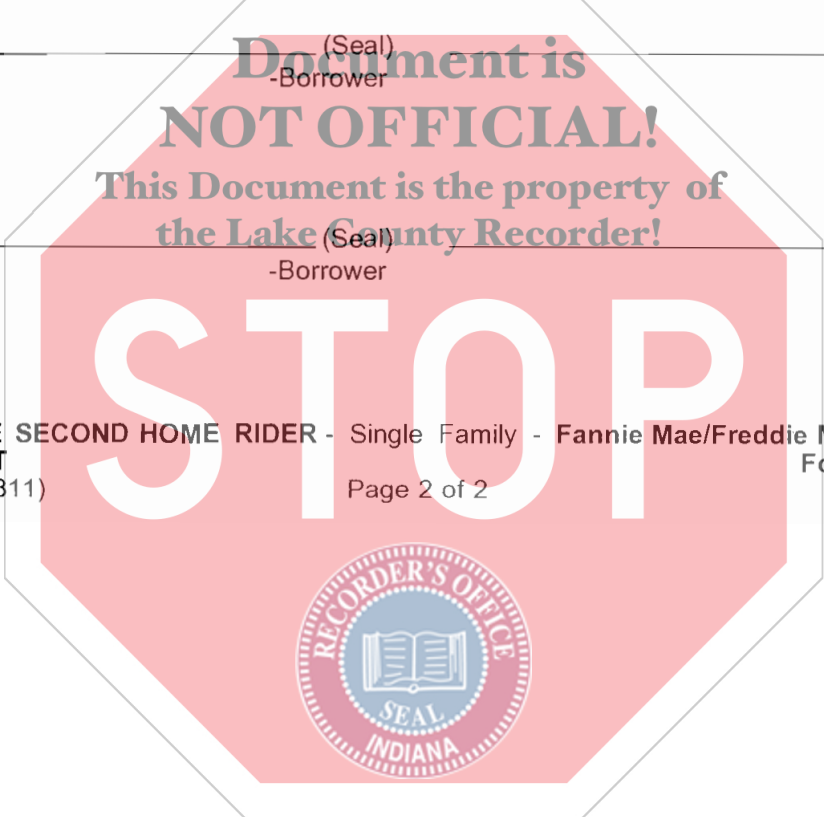 (Seal)
Document is
-Borrower
NOT OFFICIAL!
This Document is the property of
the Lake County Recorder!
(Seal)
-Borrower
STOP
SECOND HOME RIDER - Single Family - Fannie Mae/Freddie
311)
Page 2 of 2
RECORDER'S OFFICE
SEAL
INDIANA